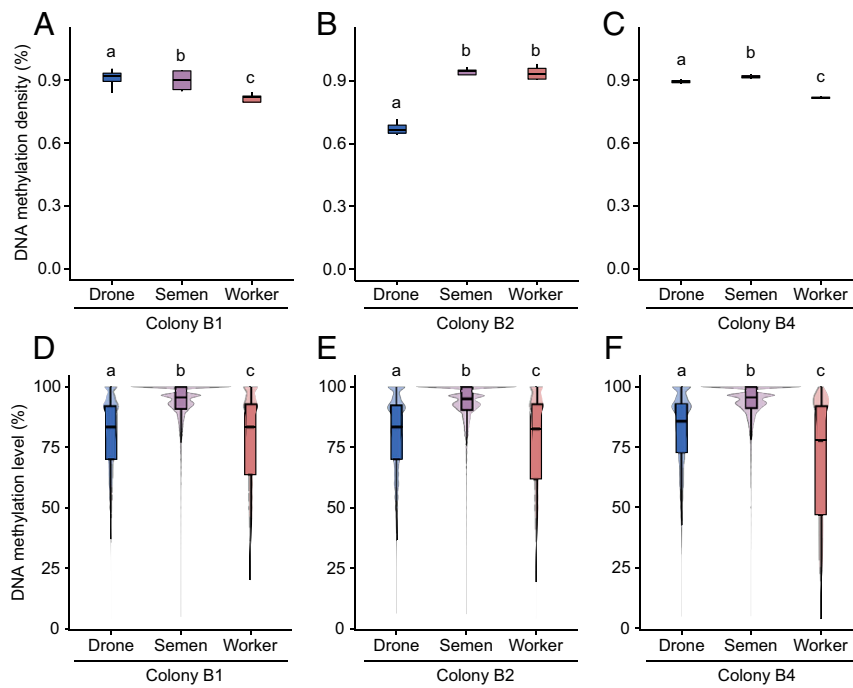 A
B
C
DNA methylation density (%)
a
b
c
0.9
0.6
0.3
0.0
Drone Semen Worker
Colony B1
a
b
b
0.9
0.6
0.3
0.0
Drone Semen Worker
Colony B2
a
b
c
0.9
0.6
0.3
0.0
Drone Semen Worker
Colony B4
D
E
F
DNA methylation level (%)
a
b
c
100
75
50
25
0
Drone Semen Worker
Colony B1
a
b
c
100
75
50
25
0
Drone Semen Worker
Colony B2
a
b
c
100
75
50
25
0
Drone Semen Worker
Colony B4